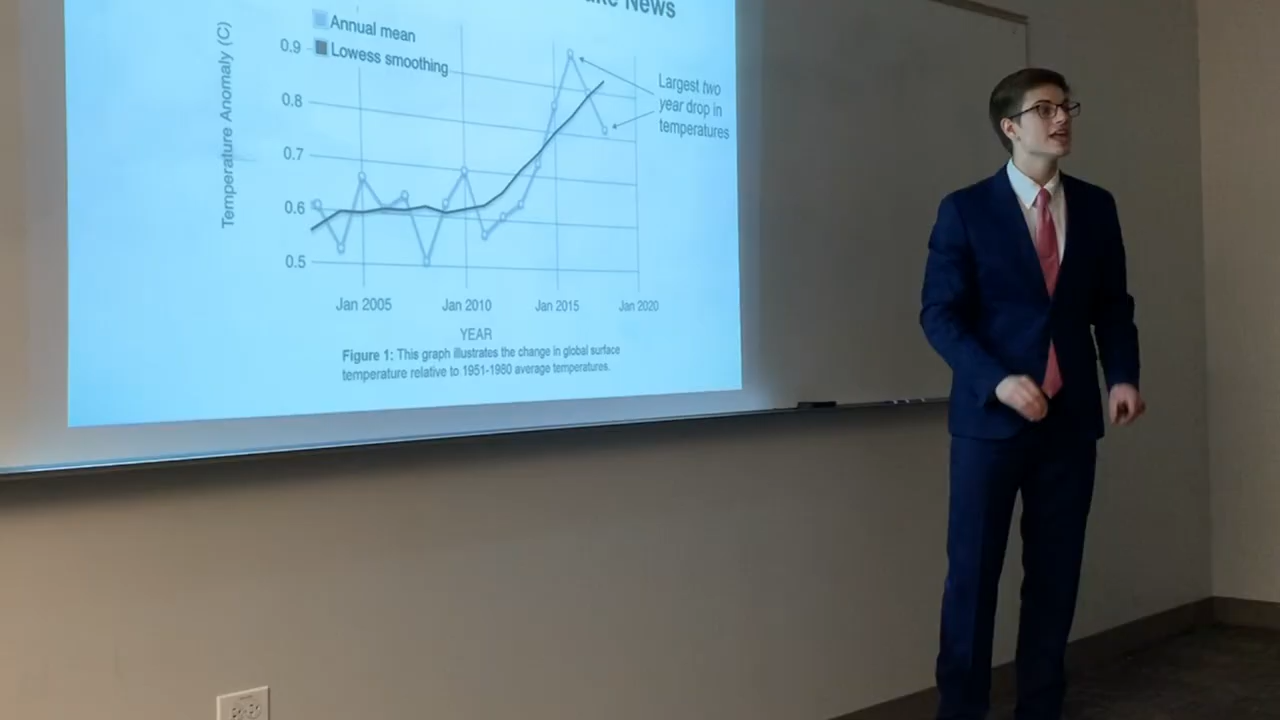 News
Annual mean
Lowess smoothing
Temperature Anomaly (C)
0.9
0.8
0.7
0.6
0.5
Largest two
year drop in
temperatures
Jan 2005
Jan 2010
Jan 2015
Jan 2020
YEAR
Figure 1: This graph illustrates the change in global surface
temperature relative to 1951-1980 average temperatures.